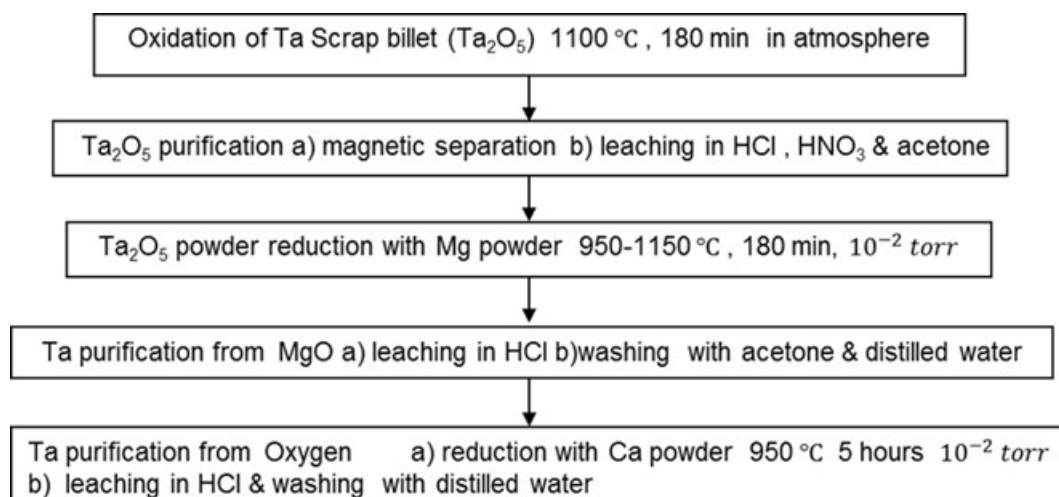 Oxidation of Ta Scrap billet (Ta₂O₅) 1100 °C , 180 min in atmosphere
Ta₂O₅ purification a) magnetic separation b) leaching in HCl , HNO₃ & acetone
Ta₂O₅ powder reduction with Mg powder 950-1150 °C , 180 min, 10⁻² torr
Ta purification from MgO a) leaching in HCl b)washing with acetone & distilled water
Ta purification from Oxygen a) reduction with Ca powder 950 °C 5 hours 10⁻² torr
b) leaching in HCl & washing with distilled water